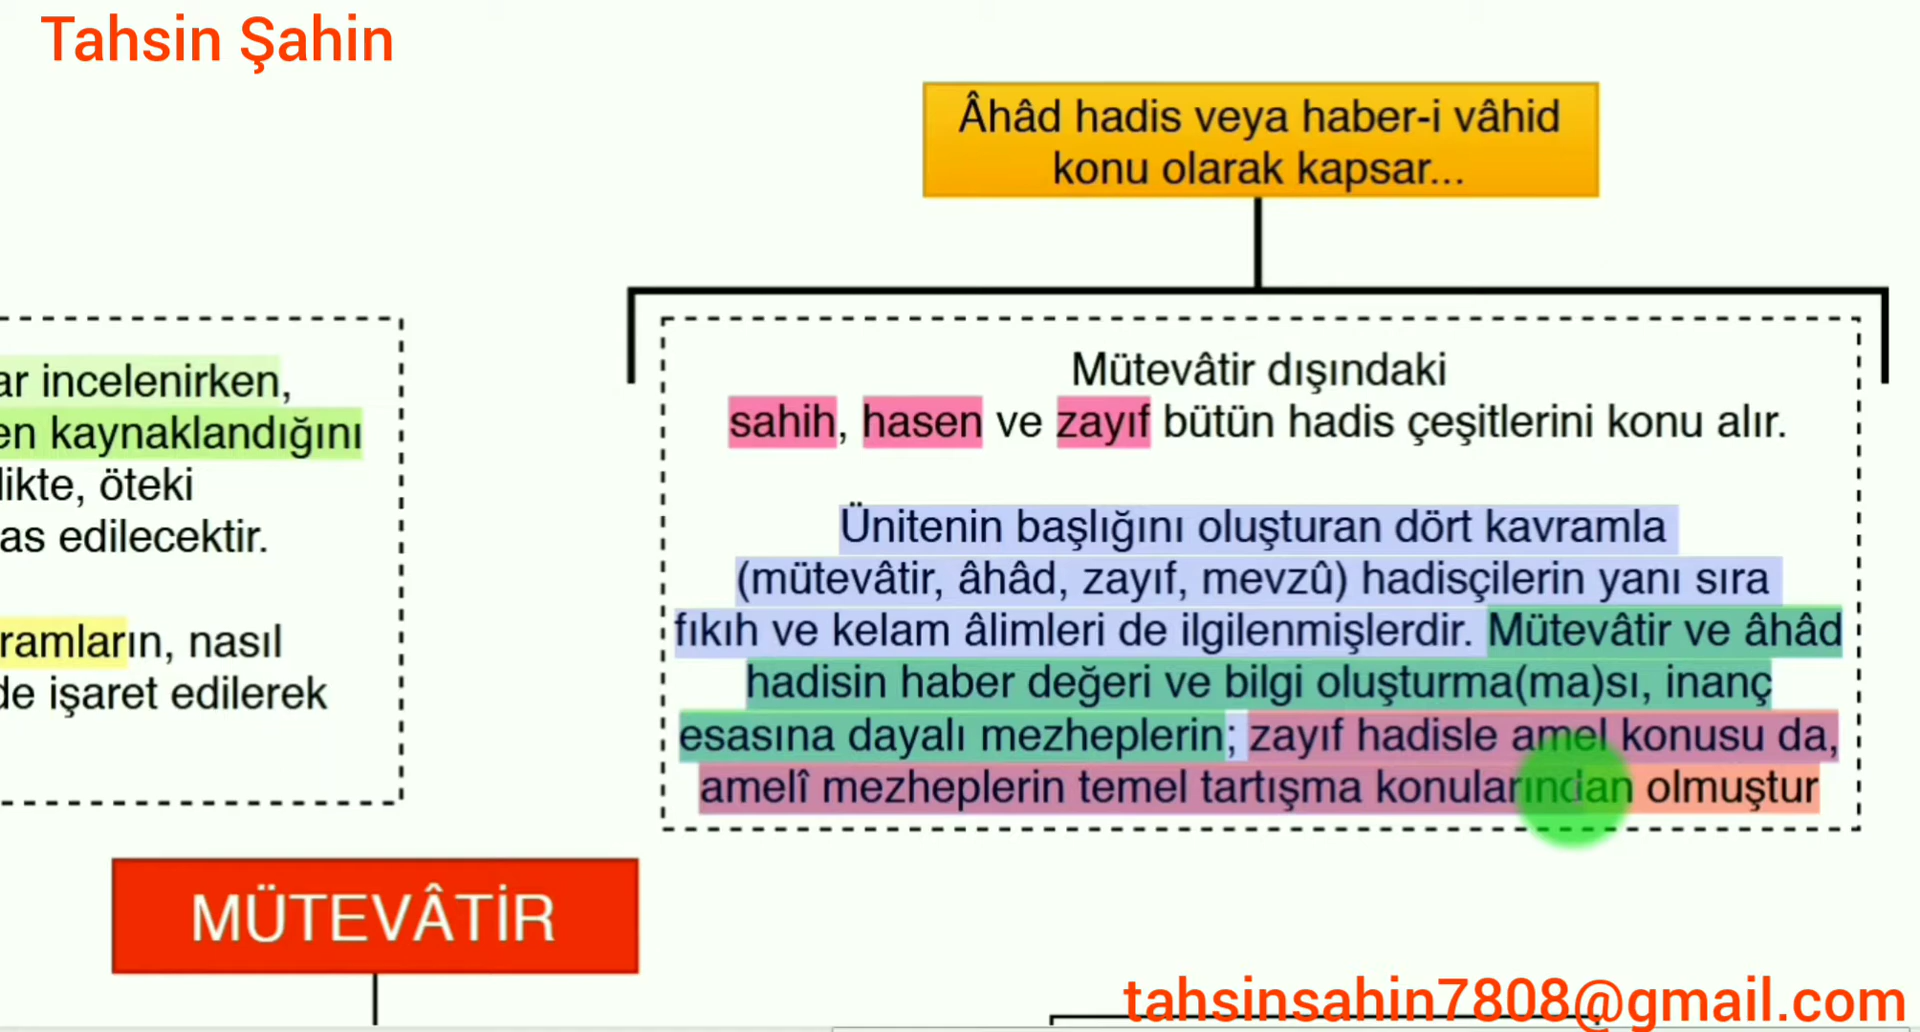 Tahsin Şahin
Âhâd hadis veya haber-i vâhid
konu olarak kapsar...
ar incelenirken,
en kaynaklandığını
likte, öteki
as edilecektir.
ramların, nasıl
de işaret edilerek
Mütevâtir dışındaki
sahih, hasen ve zayıf bütün hadis çeşitlerini konu alır.
Ünitenin başlığını oluşturan dört kavramla
(mütevâtir, âhâd, zayıf, mevzû) hadisçilerin yanı sıra
fıkıh ve kelam âlimleri de ilgilenmişlerdir. Mütevâtir ve âhâd
hadisin haber değeri ve bilgi oluşturma(ma)sı, inanç
esasına dayalı mezheplerin; zayıf hadisle amel konusu da,
amelî mezheplerin temel tartışma konularından olmuştur
MÜTEVÂTİR
tahsinsahin7808@gmail.com